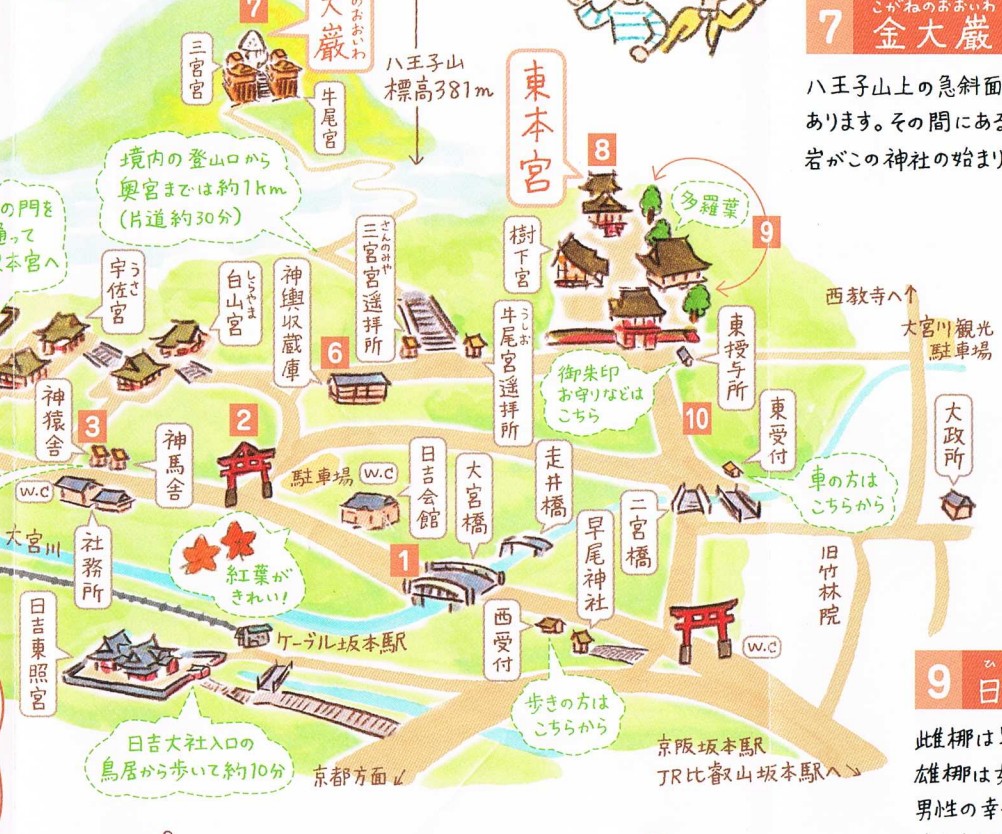 7
大巌
おおいわ
三宮宮
牛尾宮
八王子山
標高381m
境内の登山口から
奥宮までは約1km
(片道約30分)
の門を
通って
本宮へ
東本宮
8
多羅葉
9
樹下宮
三宮宮遥拝所
さんのみや
牛尾宮遥拝所
うしお
宇佐宮
うさ
白山宮
しらやま
神輿収蔵庫
6
東授与所
御朱印
お守りなどは
こちら
西教寺へ↑
大宮川観光
駐車場
大政所
10
東受付
車の方は
こちらから
神猿舎
3
神馬舎
2
駐車場
W.C
日吉会館
大宮橋
走井橋
二宮橋
早尾神社
旧竹林院
W.C
大宮川
社務所
紅葉が
きれい!
1
西受付
W.C
日吉東照宮
ケーブル坂本駅
歩きの方は
こちらから
日吉大社入口の
鳥居から歩いて約10分
京都方面↙
京阪坂本駅
JR比叡山坂本駅へ↘
7
こがねのおおいわ
金大巌
八王子山上の急斜面
あります。その間にある
岩がこの神社の始まり
9
ひ
日
雌梛は
雄梛は
男性の幸